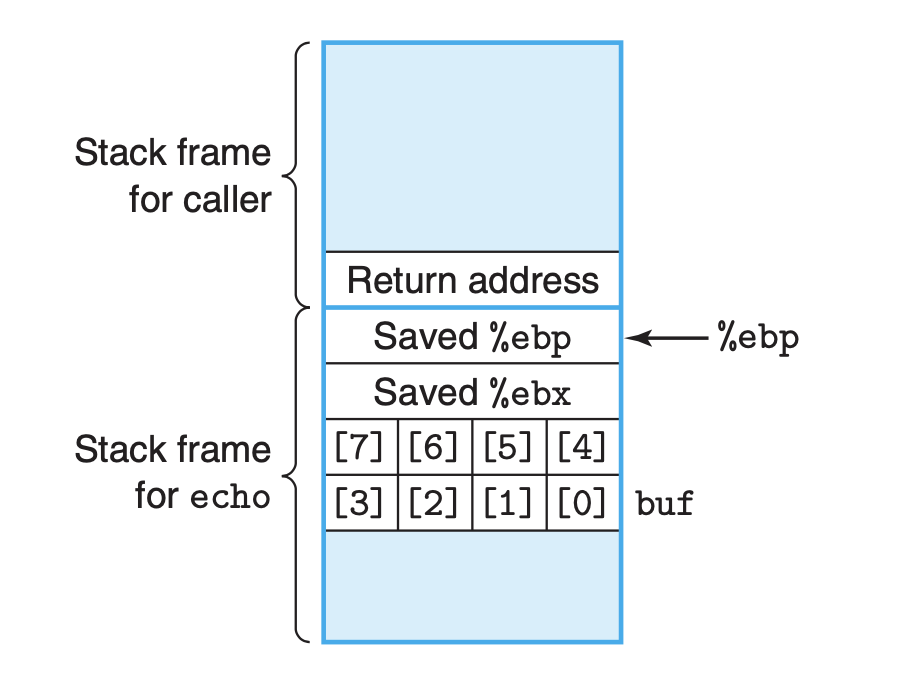 Stack frame
for caller
Return address
Saved %ebp
%ebp
Saved %ebx
[7] [6] [5] [4]
Stack frame
for echo
[3] [2] [1] [0]
buf